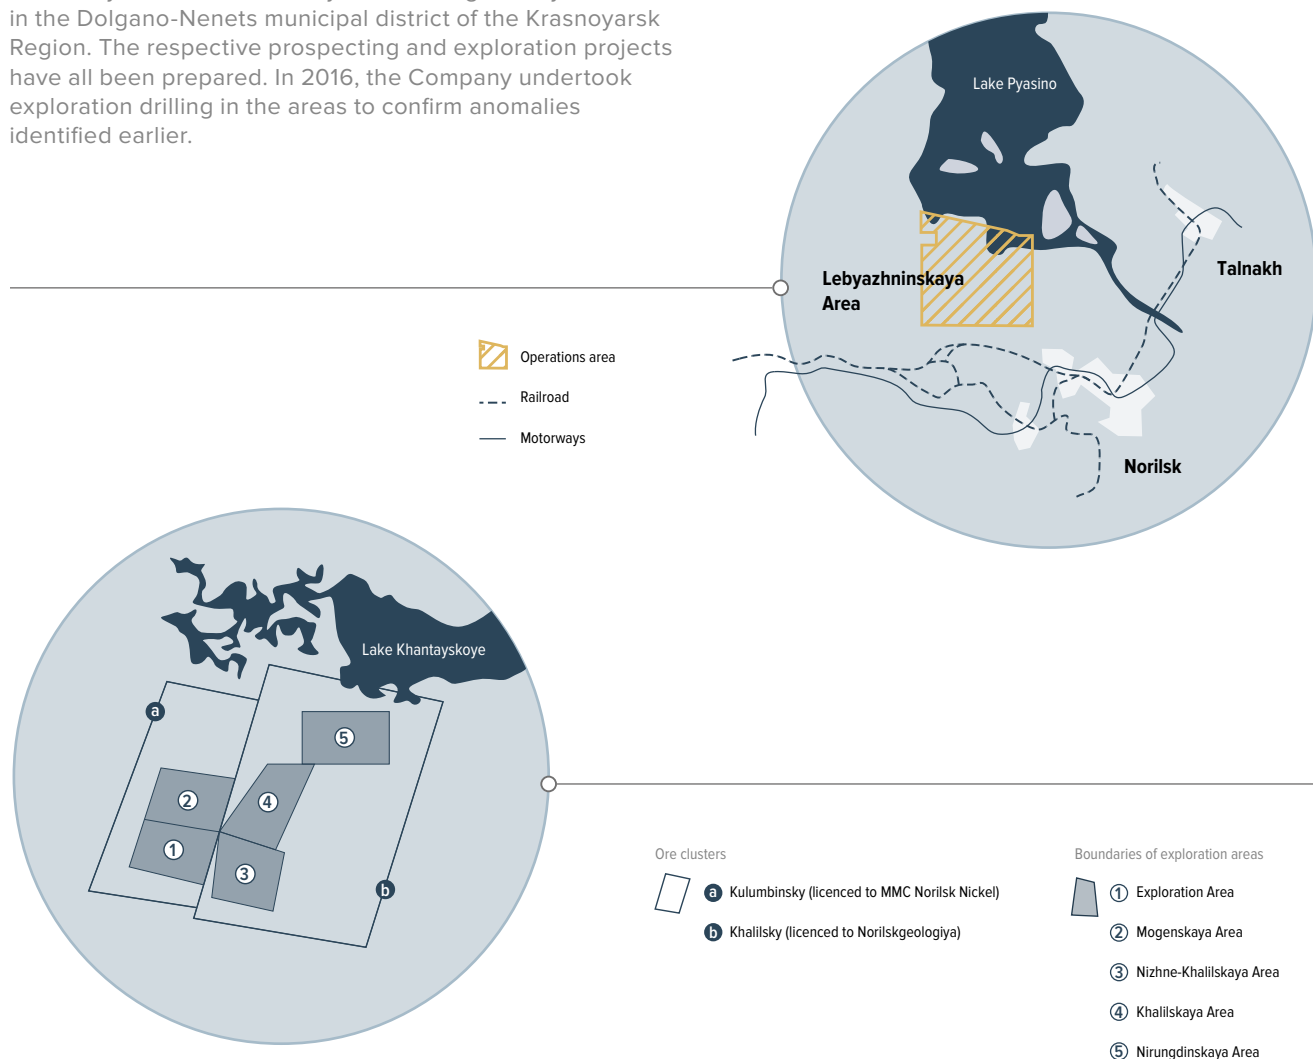 in the Dolgano-Nenets municipal district of the Krasnoyarsk
Region. The respective prospecting and exploration projects
have all been prepared. In 2016, the Company undertook
exploration drilling in the areas to confirm anomalies
identified earlier.
Lake Pyasino
Talnakh
Lebyazhninskaya
Area
Norilsk
Operations area
Railroad
Motorways
Lake Khantayskoye
a
5
2
4
1
3
b
Ore clusters
a Kulumbinsky (licenced to MMC Norilsk Nickel)
b Khalilsky (licenced to Norilskgeologiya)
Boundaries of exploration areas
1 Exploration Area
2 Mogenskaya Area
3 Nizhne-Khalilskaya Area
4 Khalilskaya Area
5 Nirungdinskaya Area